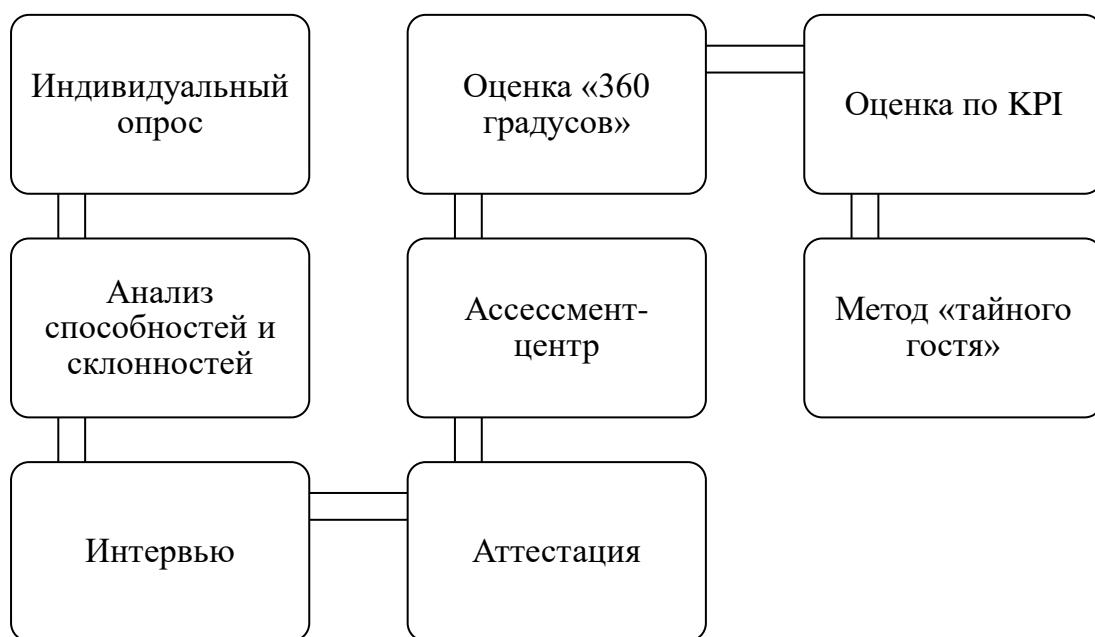 Индивидуальный
опрос
Анализ
способностей и
склонностей
Интервью
Аттестация
Ассессмент-
центр
Оценка «360
градусов»
Оценка по KPI
Метод «тайного
гостя»